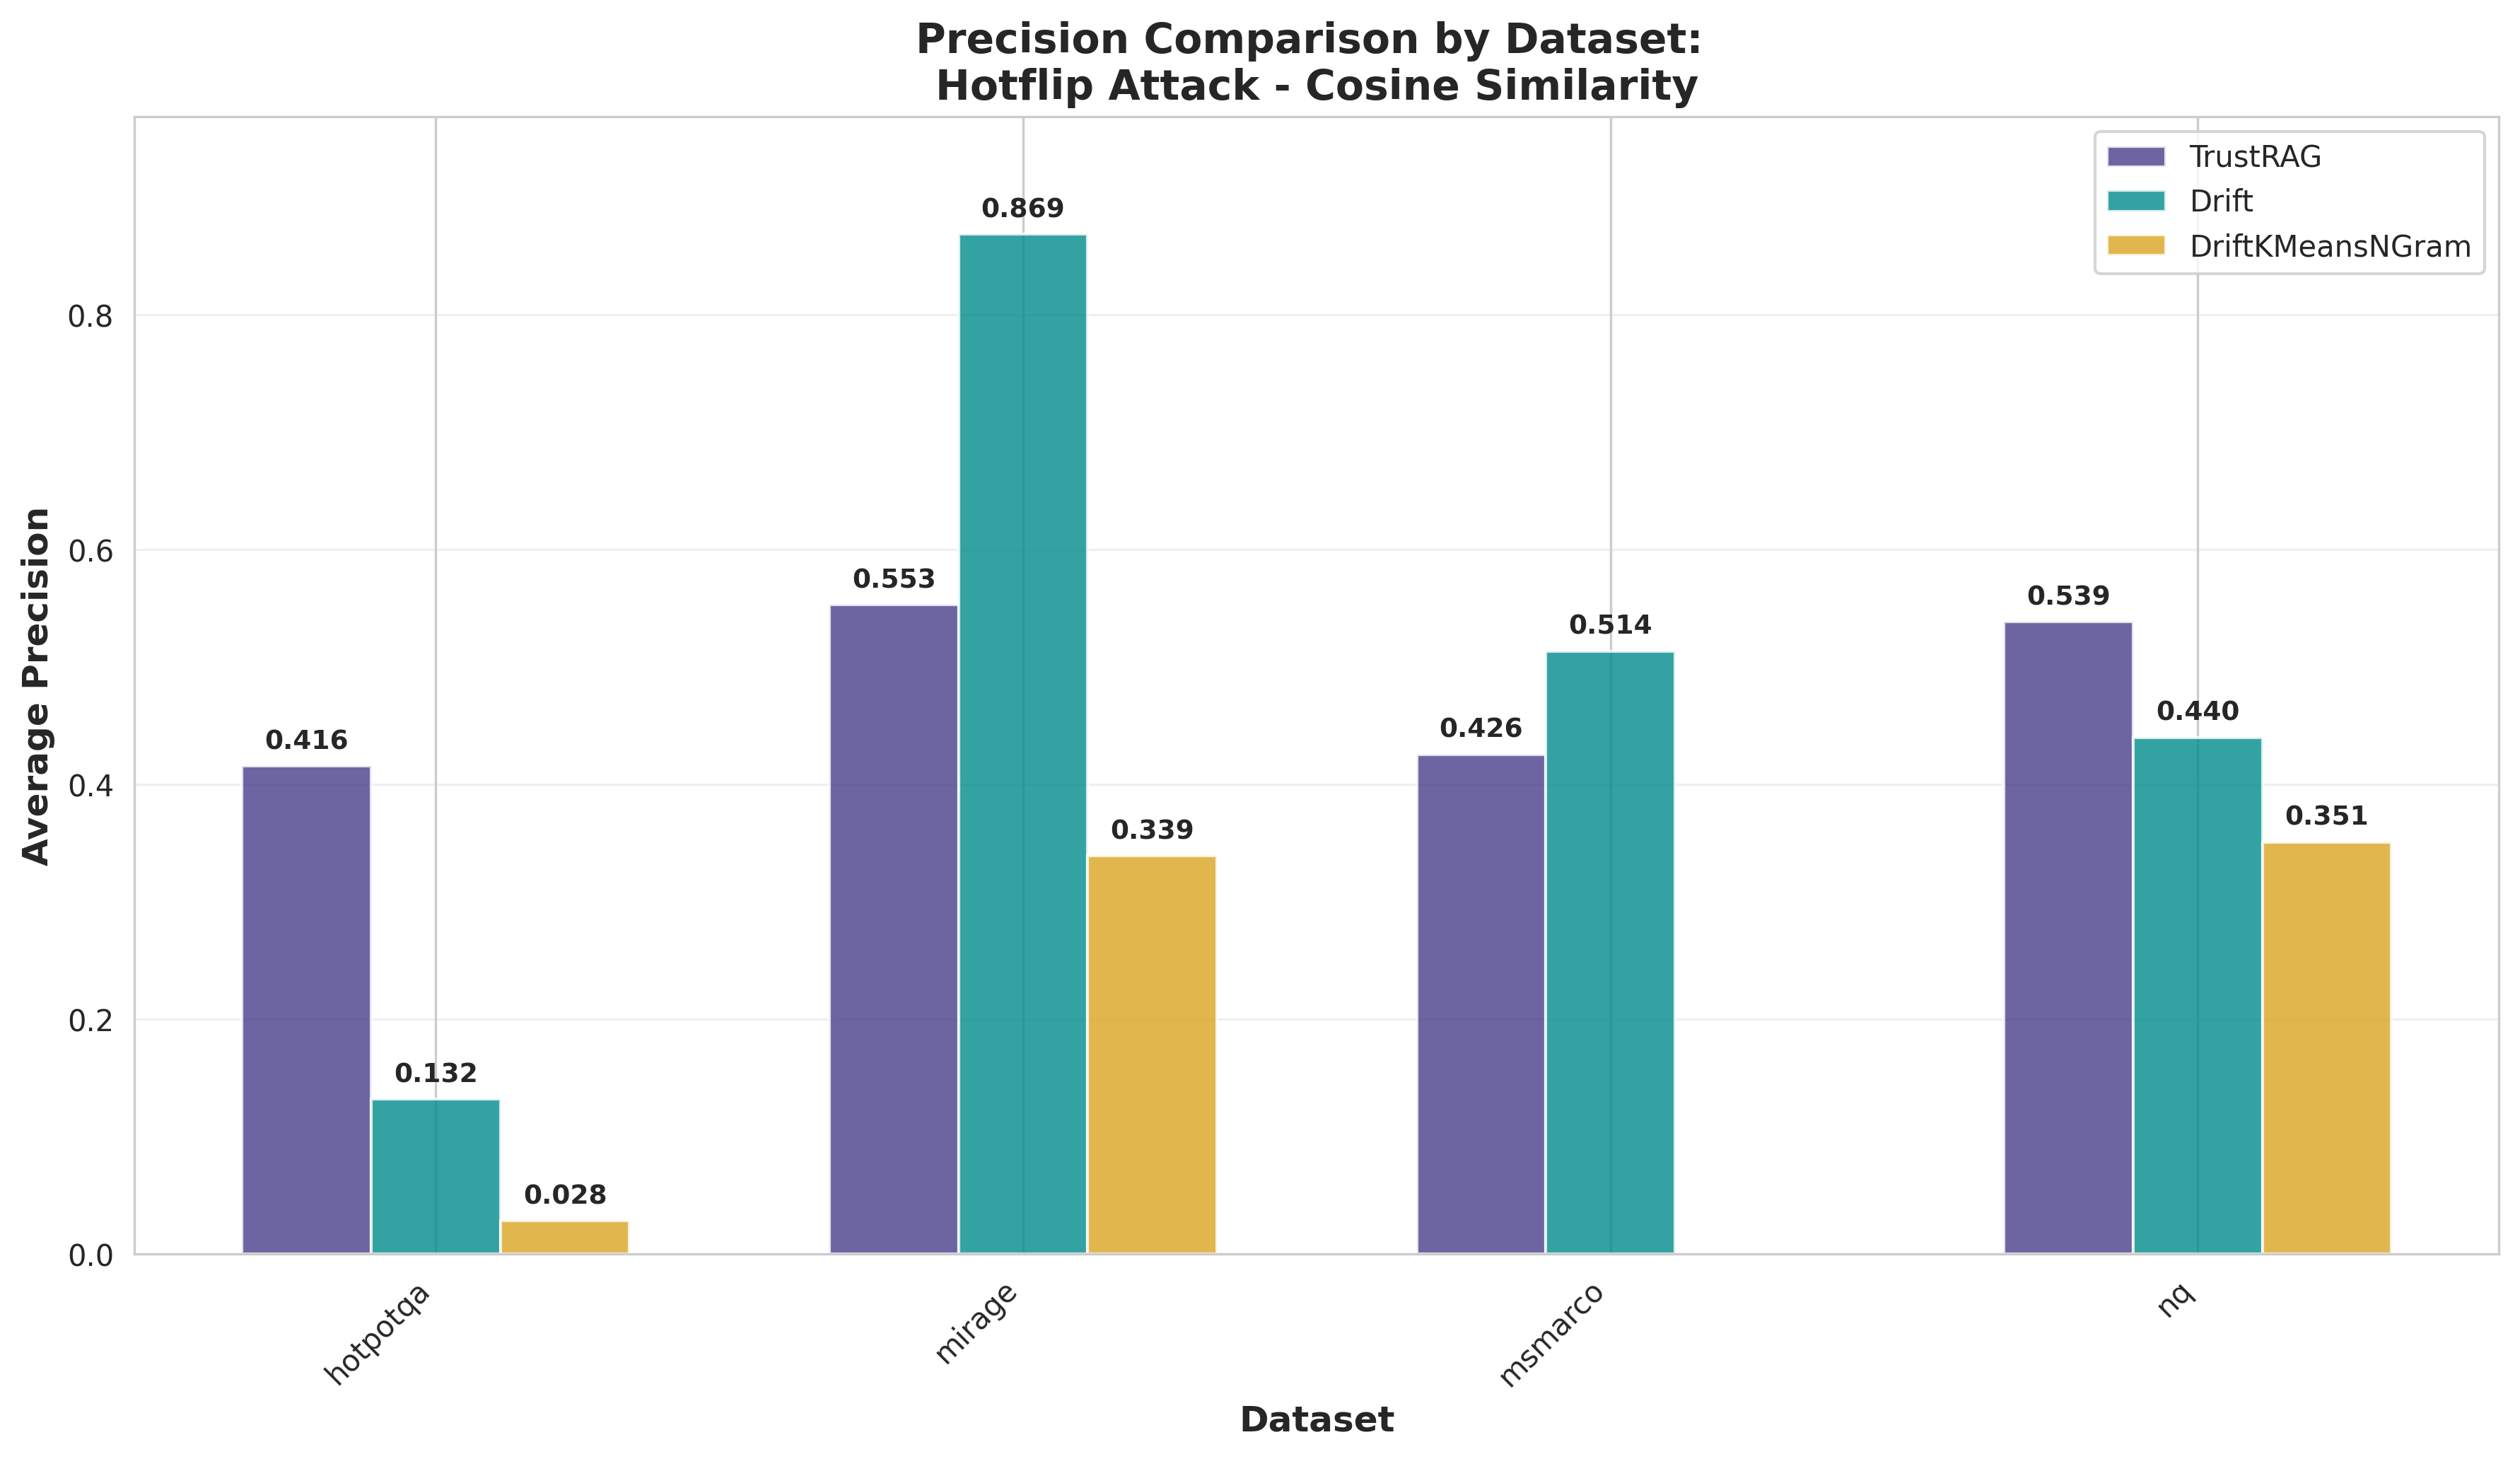 Precision Comparison by Dataset:
Hotflip Attack - Cosine Similarity
TrustRAG
Drift
DriftKMeansNGram
Average Precision
0.8
0.6
0.4
0.2
0.0
0.416
0.132
0.028
0.553
0.869
0.339
0.426
0.514
0.539
0.440
0.351
hotpotqa
mirage
msmarco
nq
Dataset